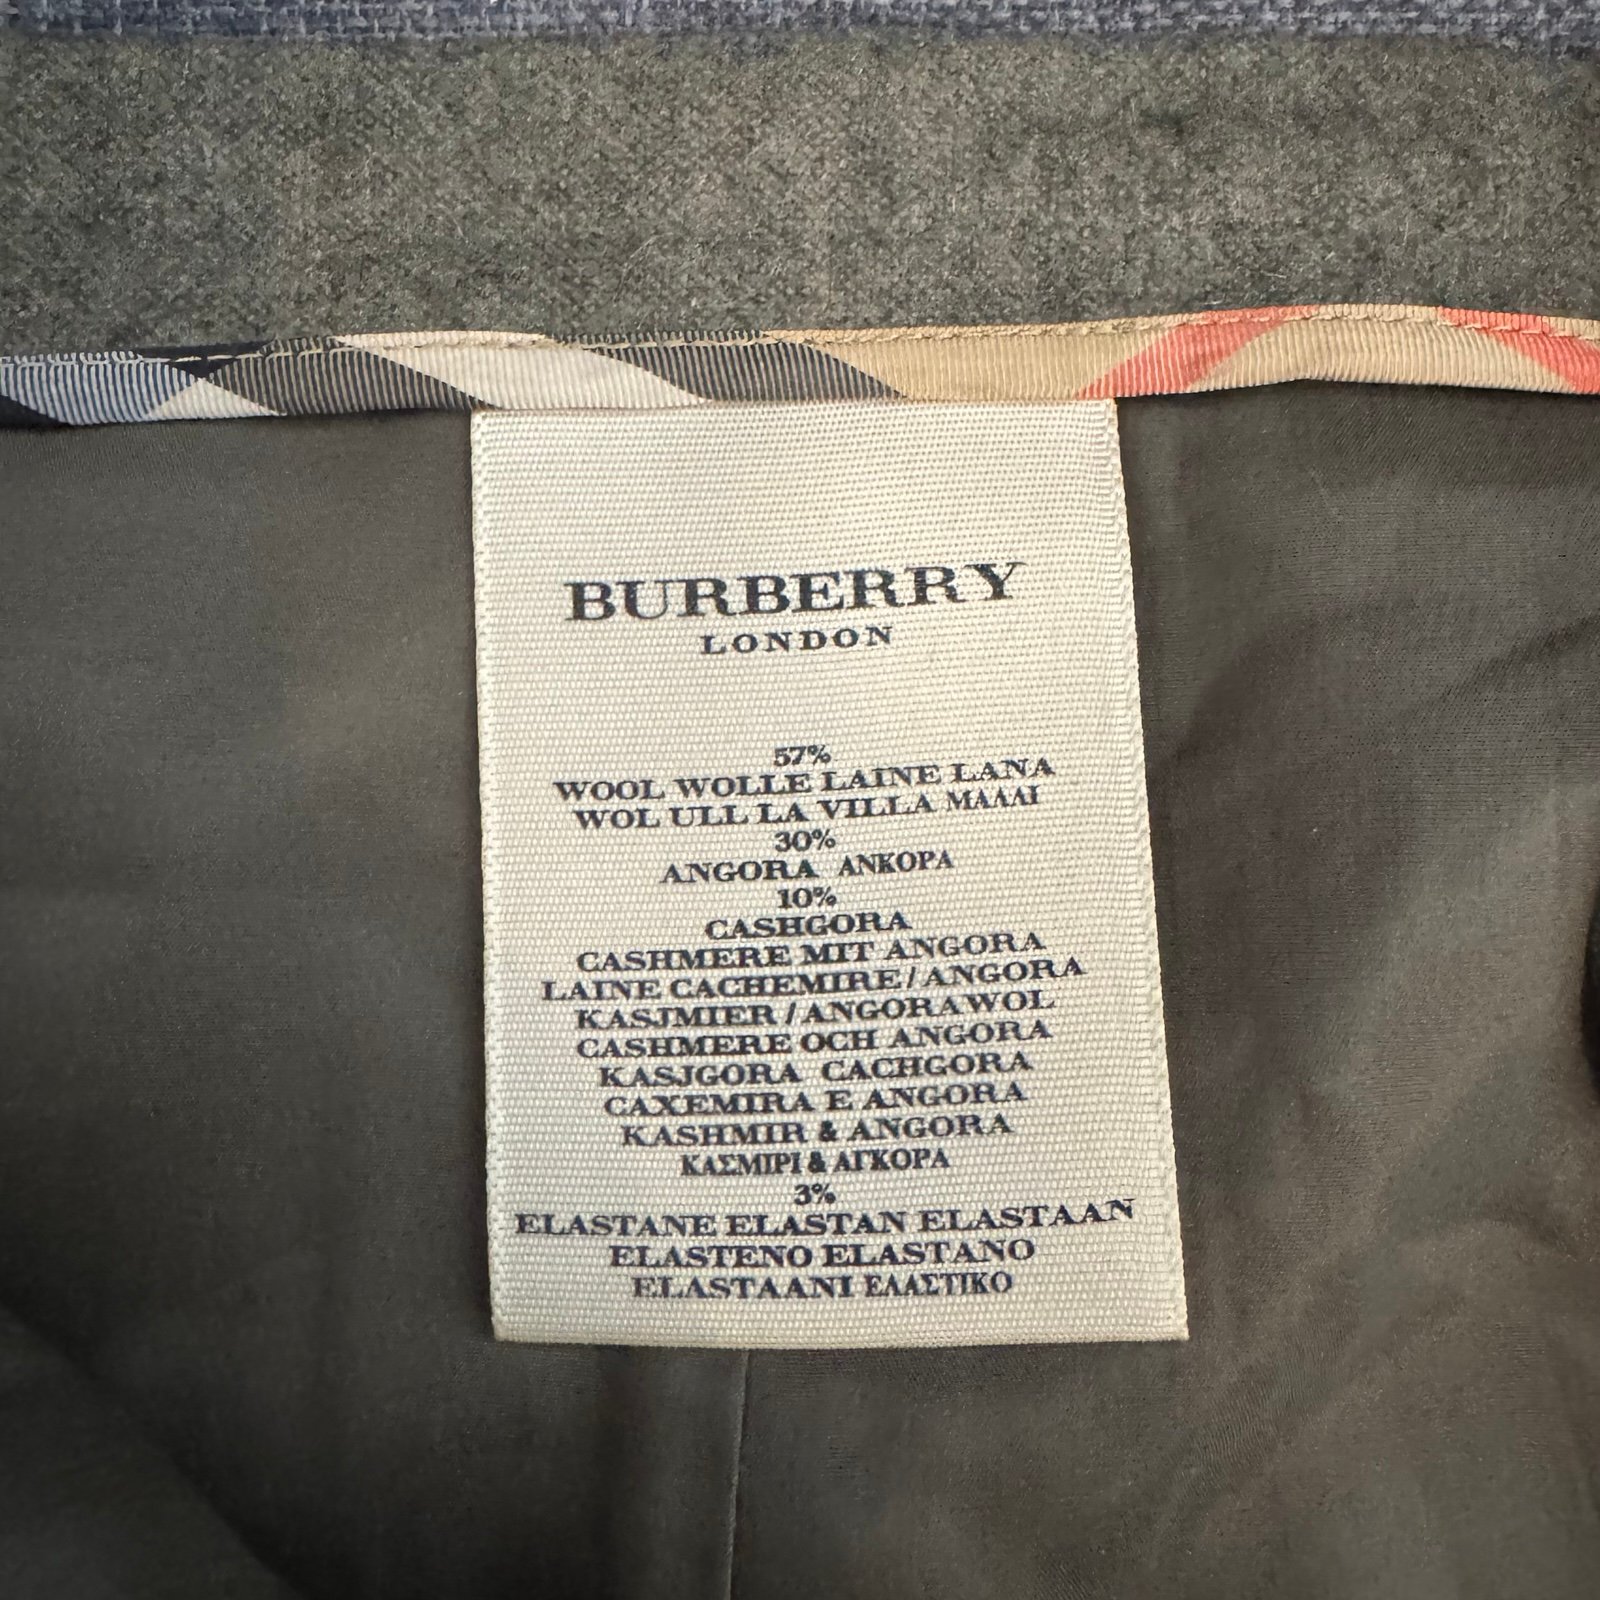 BURBERRY
LONDON
57%
WOOL WOLLE LAINE LANA
WOL ULL LA VILLA ΜΑΛΛΙ
30%
ANGORA ΑΝΚΟΡΑ
10%
CASHGORA
CASHMERE MIT ANGORA
LAINE CACHEMIRE/ANGORA
KASJMIER/ANGORAWOL
CASHMERE OCH ANGORA
KASJGORA CACHGORA
CAXEMIRA E ANGORA
KASHMIR & ANGORA
ΚΑΣΜΙΡΙ & ΑΓΚΟΡΑ
3%
ELASTANE ELASTAN ELASTAAN
ELASTENO ELASTANO
ELASTAANI ΕΛΑΣΤΙΚΟ